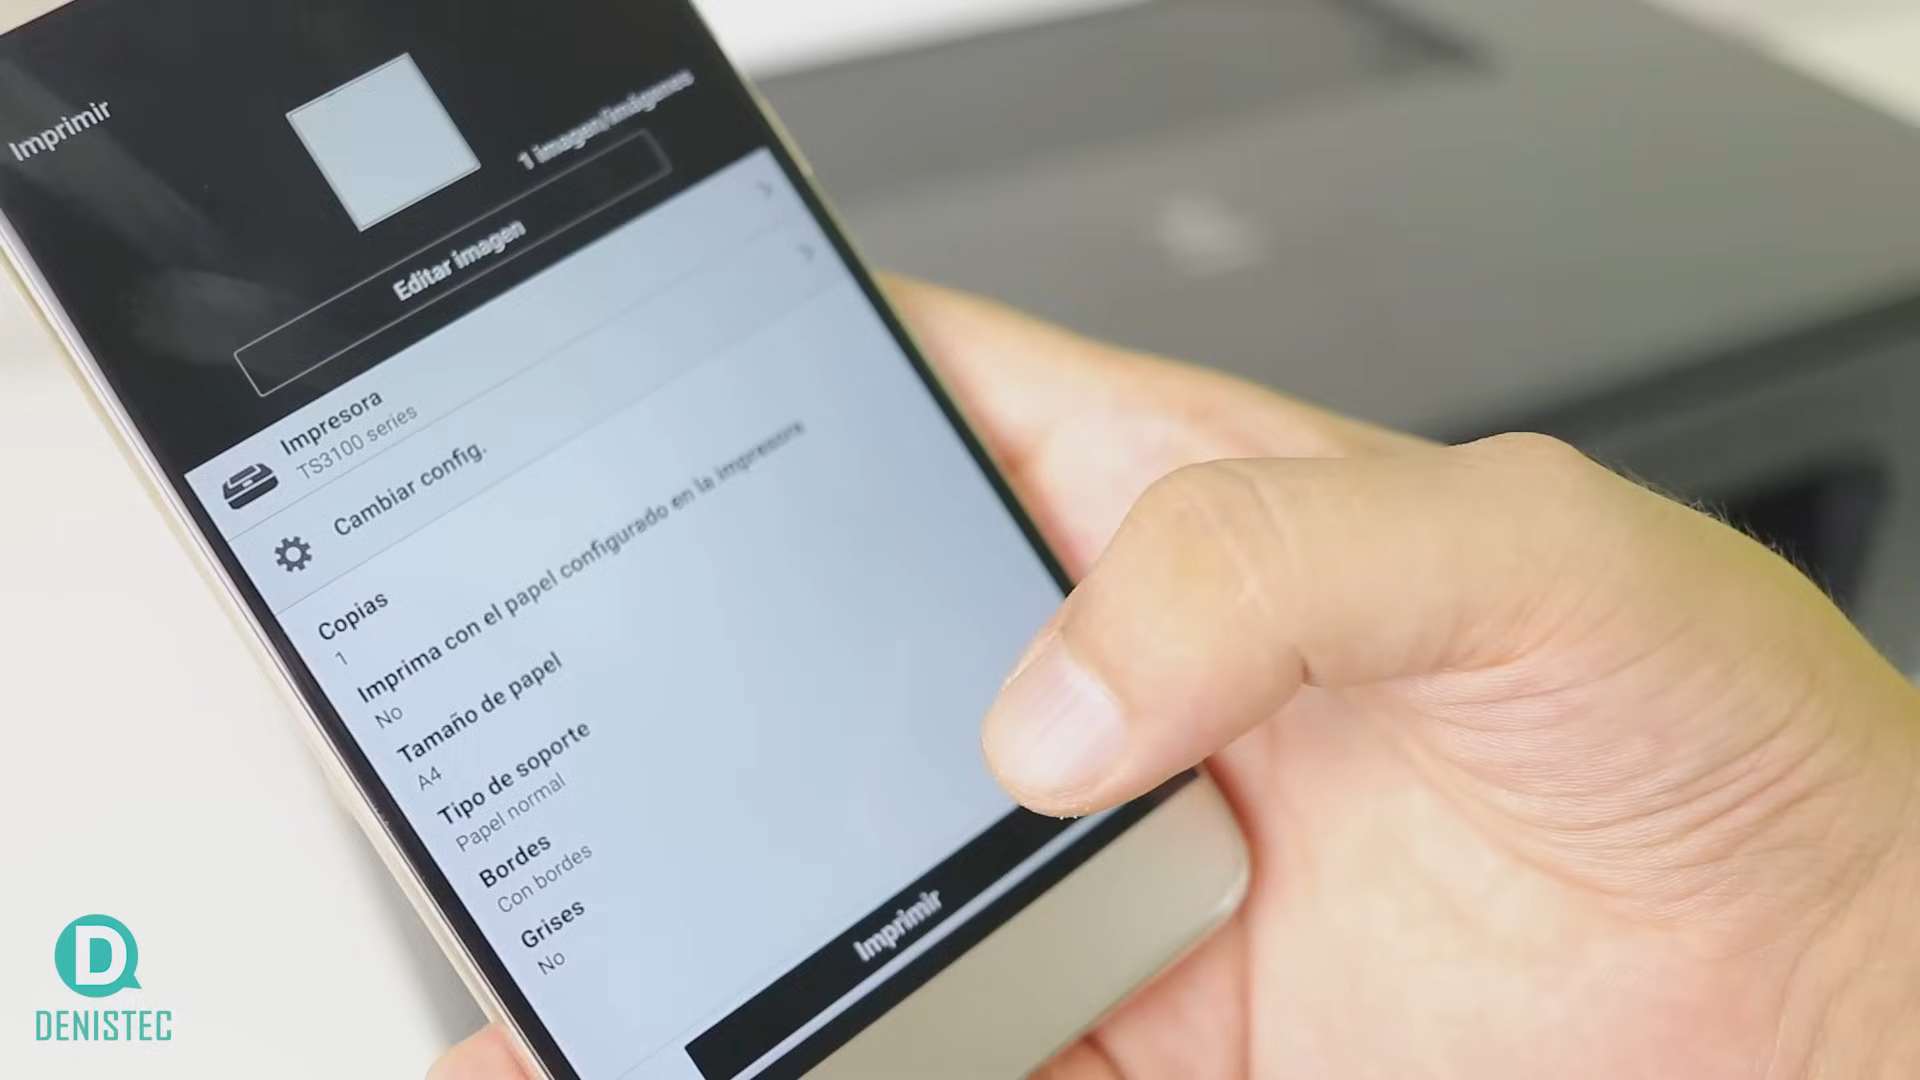 Imprimir
1 imagen/imágenes
Editar imagen
Impresora
TS3100 series
Cambiar config.
Copias
1
Imprima con el papel configurado en la impresora
No
Tamaño de papel
A4
Tipo de soporte
Papel normal
Bordes
Con bordes
Grises
No
Imprimir
D
DENISTEC